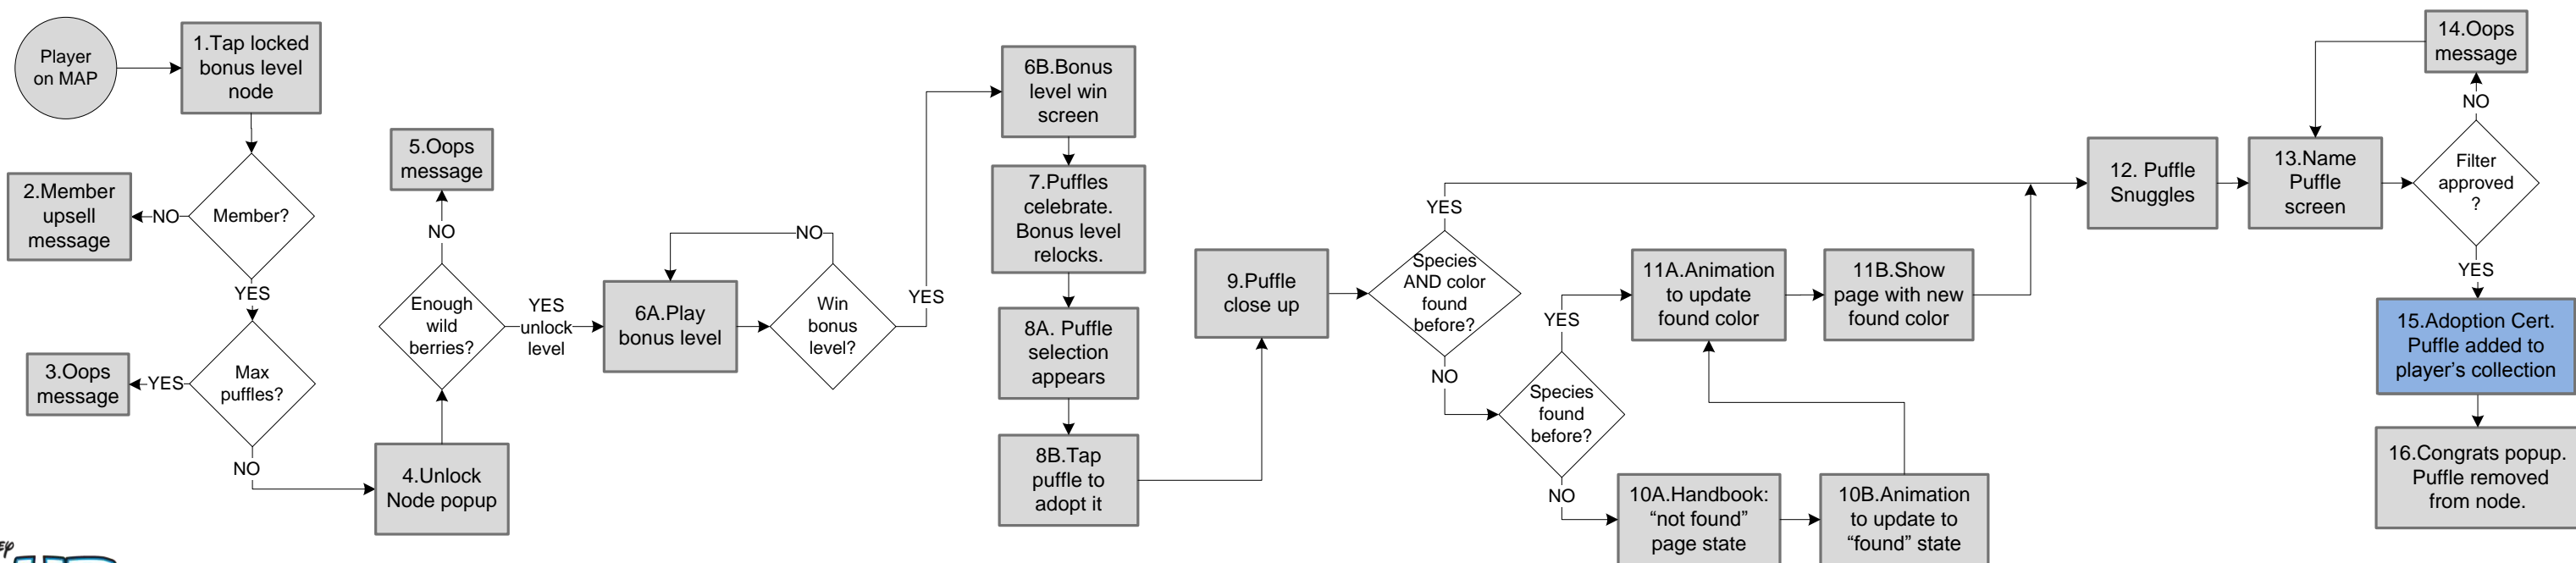 Player
on MAP
1.Tap locked
bonus level
node
Member?
NO
2.Member
upsell
message
YES
Max
puffles?
YES
3.Oops
message
NO
4.Unlock
Node popup
Enough
wild
berries?
NO
5.Oops
message
YES
unlock
level
6A.Play
bonus level
Win
bonus
level?
NO
YES
6B.Bonus
level win
screen
7.Puffles
celebrate.
Bonus level
relocks.
8A. Puffle
selection
appears
8B.Tap
puffle to
adopt it
9.Puffle
close up
Species
AND color
found
before?
YES
NO
Species
found
before?
YES
NO
10A.Handbook:
“not found”
page state
10B.Animation
to update to
“found” state
11A.Animation
to update
found color
11B.Show
page with new
found color
12. Puffle
Snuggles
13.Name
Puffle
screen
Filter
approved
?
NO
14.Oops
message
YES
15.Adoption Cert.
Puffle added to
player’s collection
16.Congrats popup.
Puffle removed
from node.